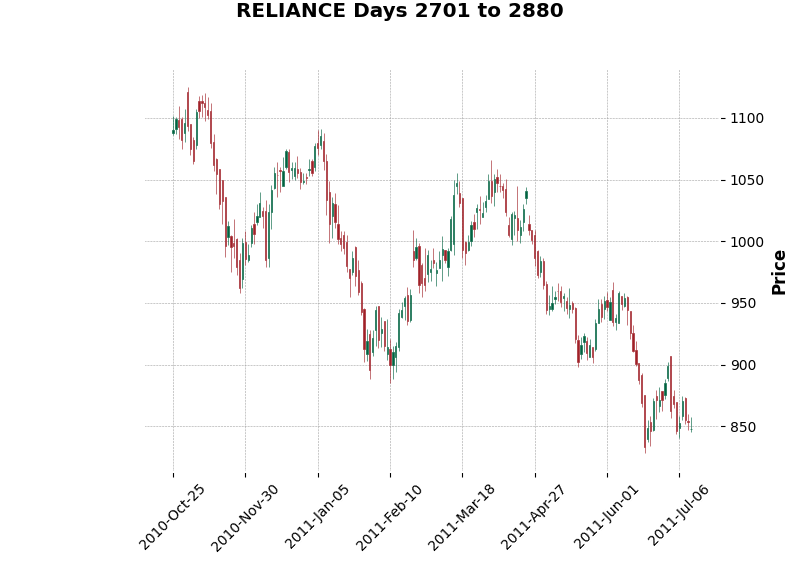 RELIANCE Days 2701 to 2880
1100
1050
1000
950
900
850
Price
2010-Oct-25
2010-Nov-30
2011-Jan-05
2011-Feb-10
2011-Mar-18
2011-Apr-27
2011-Jun-01
2011-Jul-06